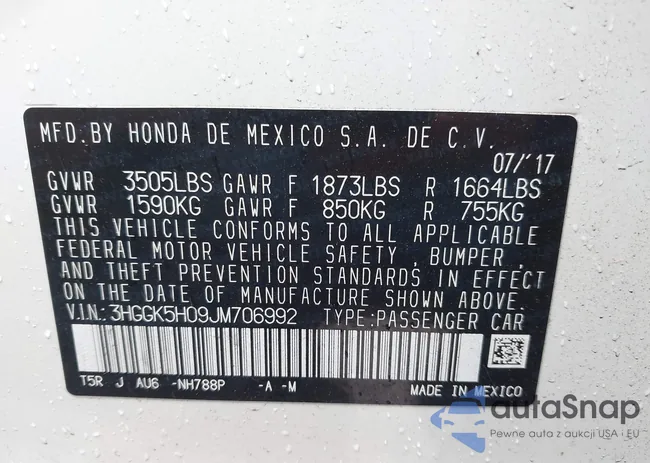 MFD. BY HONDA DE MEXICO S.A. DE C.V.
07/'17
GVWR 3505LBS GAWR F 1873LBS R 1664LBS
GVWR 1590KG GAWR F 850KG R 755KG
THIS VEHICLE CONFORMS TO ALL APPLICABLE
FEDERAL MOTOR VEHICLE SAFETY, BUMPER,
AND THEFT PREVENTION STANDARDS IN EFFECT
ON THE DATE OF MANUFACTURE SHOWN ABOVE.
V.I.N.: 3HGGK5H09JM706992 TYPE:PASSENGER CAR
T5R J AU6 -NH788P -A -M
MADE IN MEXICO
autaSnap
Pewne auta z aukcji USA i EU